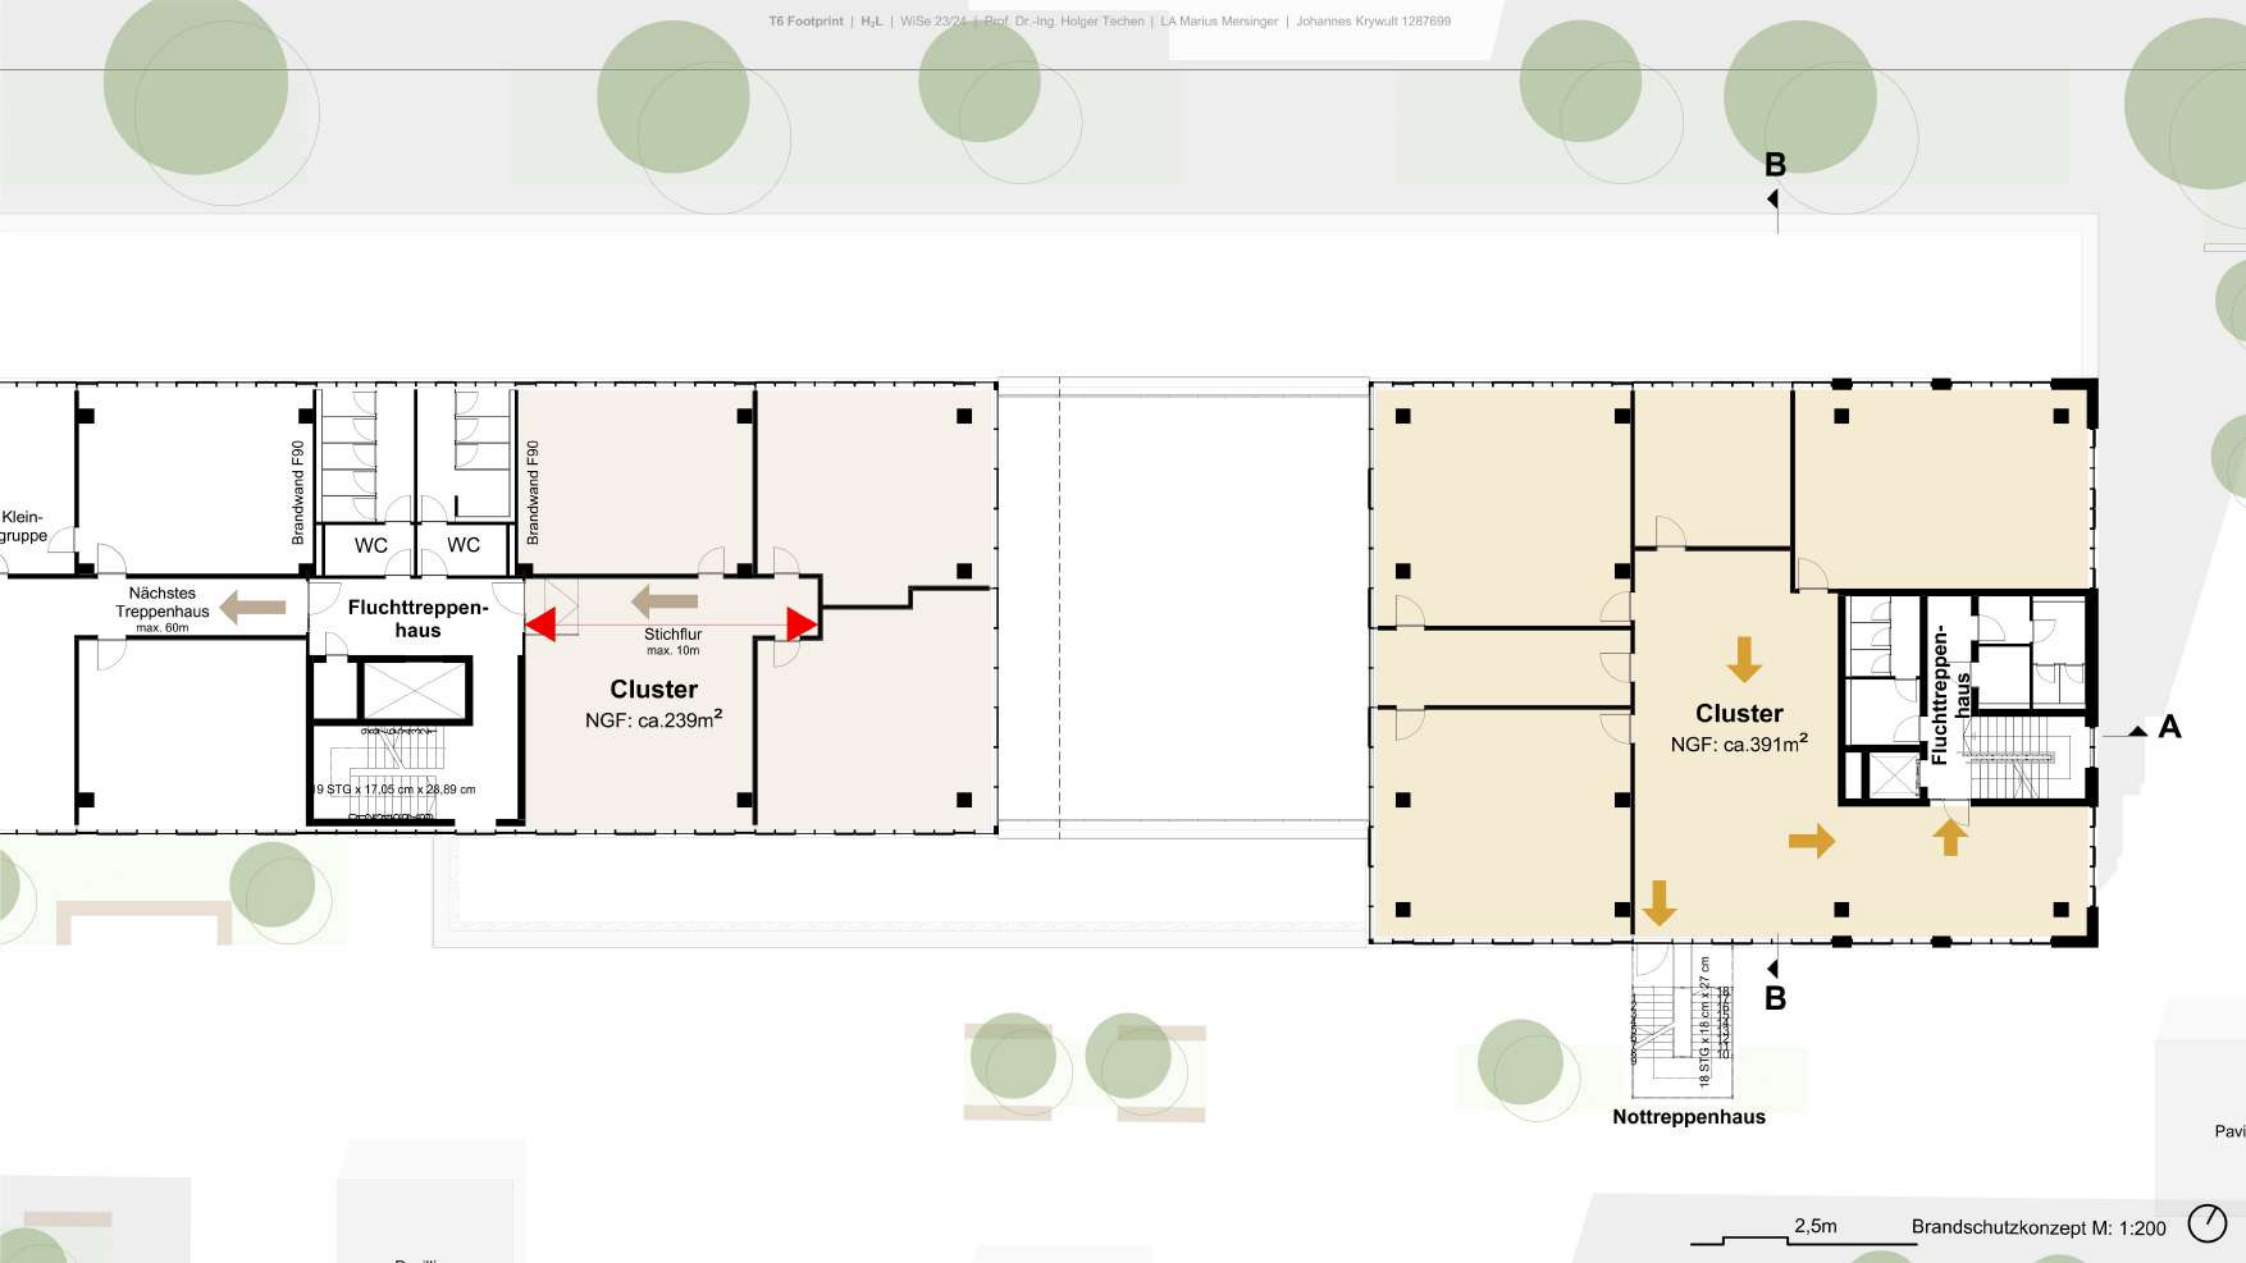 T6 Footprint | H₂L | WiSe 23/24 | Prof. Dr.-Ing. Holger Techen | LA Marius Mersinger | Johannes Krywult 1287699
B
Klein-
gruppe
Brandwand F90
WC
WC
Brandwand F90
Nächstes
Treppenhaus
max. 60m
Fluchttreppen-
haus
Stichflur
max. 10m
Cluster
NGF: ca.239m²
19 STG x 17,05 cm x 28,89 cm
Cluster
NGF: ca.391m²
Fluchttreppen-
haus
A
B
18 STG x 18 cm x 27 cm
Nottreppenhaus
Pavi
2,5m
Brandschutzkonzept M: 1:200